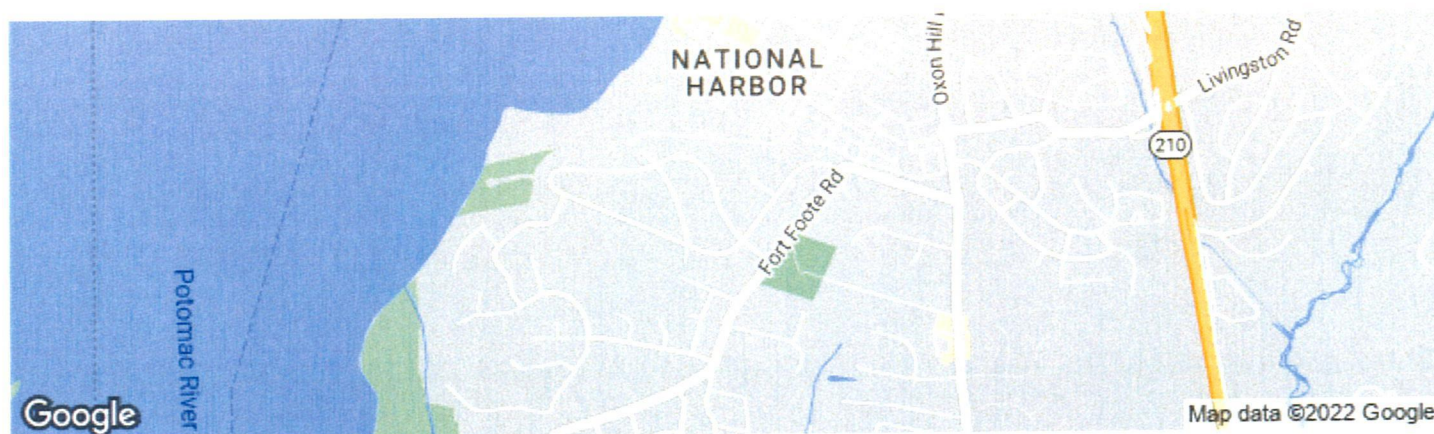 NATIONAL
HARBOR
Oxon Hill
Livingston Rd
210
Fort Foote Rd
Potomac River
Google
Map data ©2022 Google